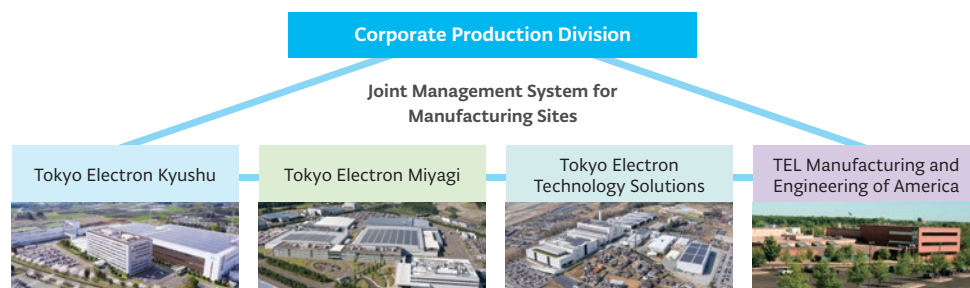 Corporate Production Division
Joint Management System for
Manufacturing Sites
Tokyo Electron Kyushu
Tokyo Electron Miyagi
Tokyo Electron
Technology Solutions
TEL Manufacturing and
Engineering of America